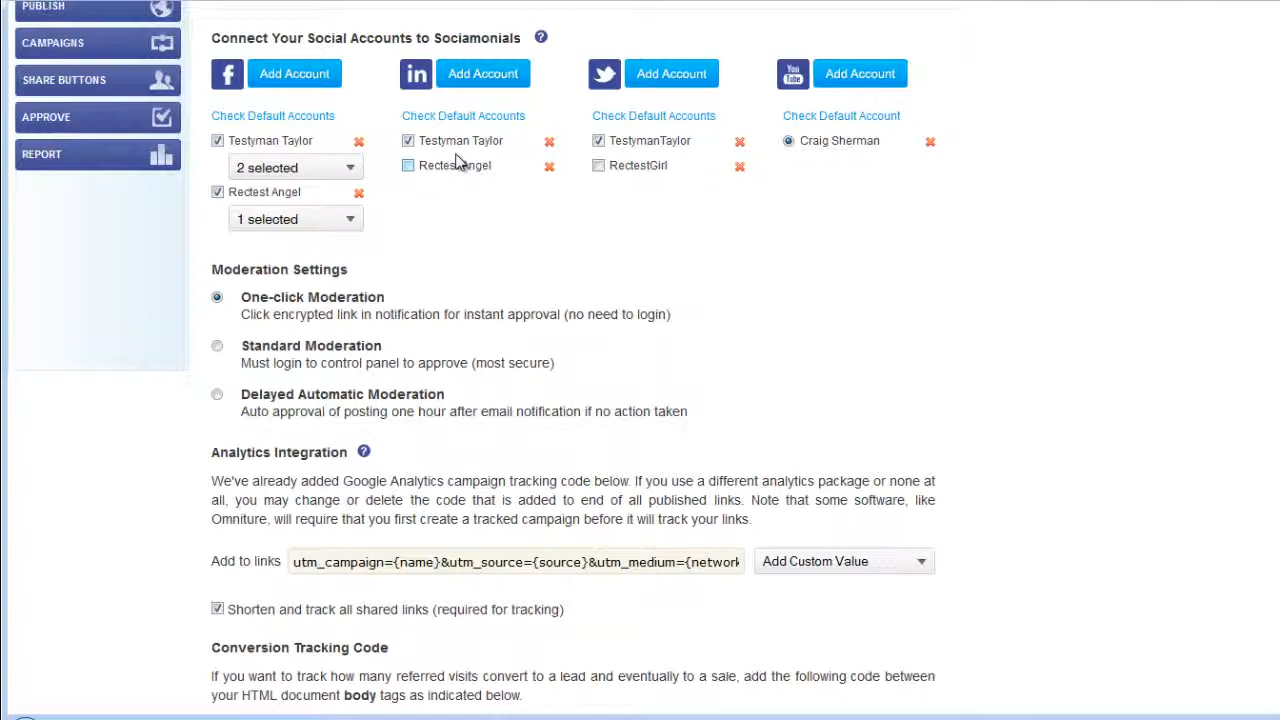 PUBLISH
CAMPAIGNS
SHARE BUTTONS
APPROVE
REPORT
Connect Your Social Accounts to Sociamonials ?
f Add Account
in Add Account
Add Account
You Tube Add Account
Check Default Accounts
Check Default Accounts
Check Default Accounts
Check Default Account
Testyman Taylor
Testyman Taylor
TestymanTaylor
Craig Sherman
2 selected
Rectest Angel
RectestGirl
Rectest Angel
1 selected
Moderation Settings
One-click Moderation
Click encrypted link in notification for instant approval (no need to login)
Standard Moderation
Must login to control panel to approve (most secure)
Delayed Automatic Moderation
Auto approval of posting one hour after email notification if no action taken
Analytics Integration ?
We've already added Google Analytics campaign tracking code below. If you use a different analytics package or none at
all, you may change or delete the code that is added to end of all published links. Note that some software, like
Omniture, will require that you first create a tracked campaign before it will track your links.
Add to links utm_campaign={name}&utm_source={source}&utm_medium={network Add Custom Value
Shorten and track all shared links (required for tracking)
Conversion Tracking Code
If you want to track how many referred visits convert to a lead and eventually to a sale, add the following code between
your HTML document body tags as indicated below.